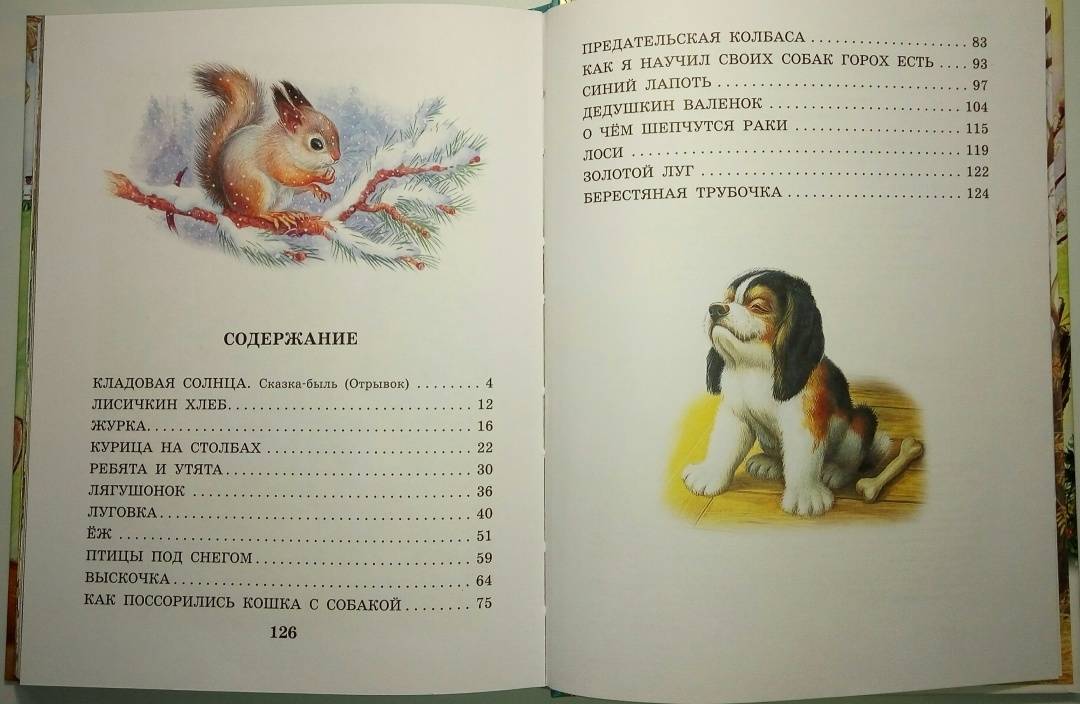 СОДЕРЖАНИЕ
КЛАДОВАЯ СОЛНЦА. Сказка-быль (Отрывок) ........ 4
ЛИСИЧКИН ХЛЕБ. ........ 12
ЖУРКА. ........ 16
КУРИЦА НА СТОЛБАХ ........ 22
РЕБЯТА И УТЯТА ........ 30
ЛЯГУШОНОК ........ 36
ЛУГОВКА ........ 40
ЁЖ ........ 51
ПТИЦЫ ПОД СНЕГОМ ........ 59
ВЫСКОЧКА ........ 64
КАК ПОССОРИЛИСЬ КОШКА С СОБАКОЙ ........ 75
126
ПРЕДАТЕЛЬСКАЯ КОЛБАСА ........ 83
КАК Я НАУЧИЛ СВОИХ СОБАК ГОРОХ ЕСТЬ .... 93
СИНИЙ ЛАПОТЬ ........ 97
ДЕДУШКИН ВАЛЕНОК ........ 104
О ЧЁМ ШЕПЧУТСЯ РАКИ ........ 115
ЛОСИ ........ 119
ЗОЛОТОЙ ЛУГ ........ 122
БЕРЕСТЯНАЯ ТРУБОЧКА ........ 124